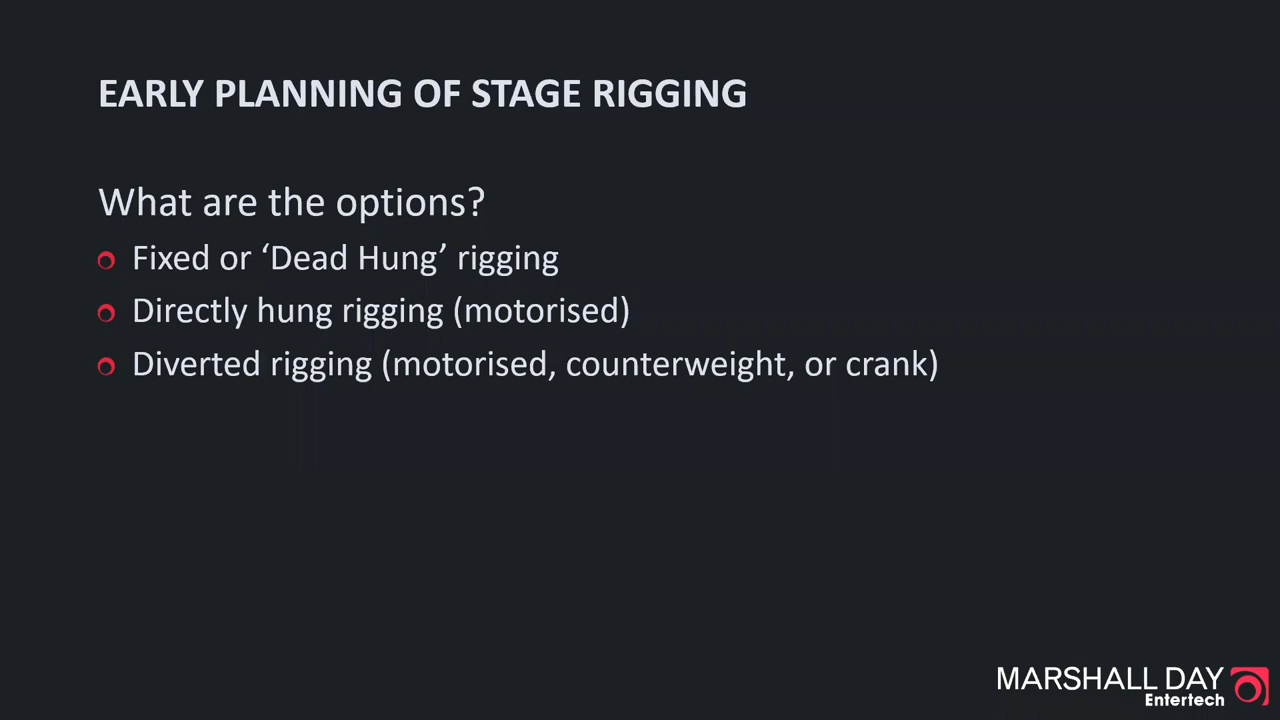 EARLY PLANNING OF STAGE RIGGING
What are the options?
Fixed or ‘Dead Hung’ rigging
Directly hung rigging (motorised)
Diverted rigging (motorised, counterweight, or crank)
MARSHALL DAY
Entertech